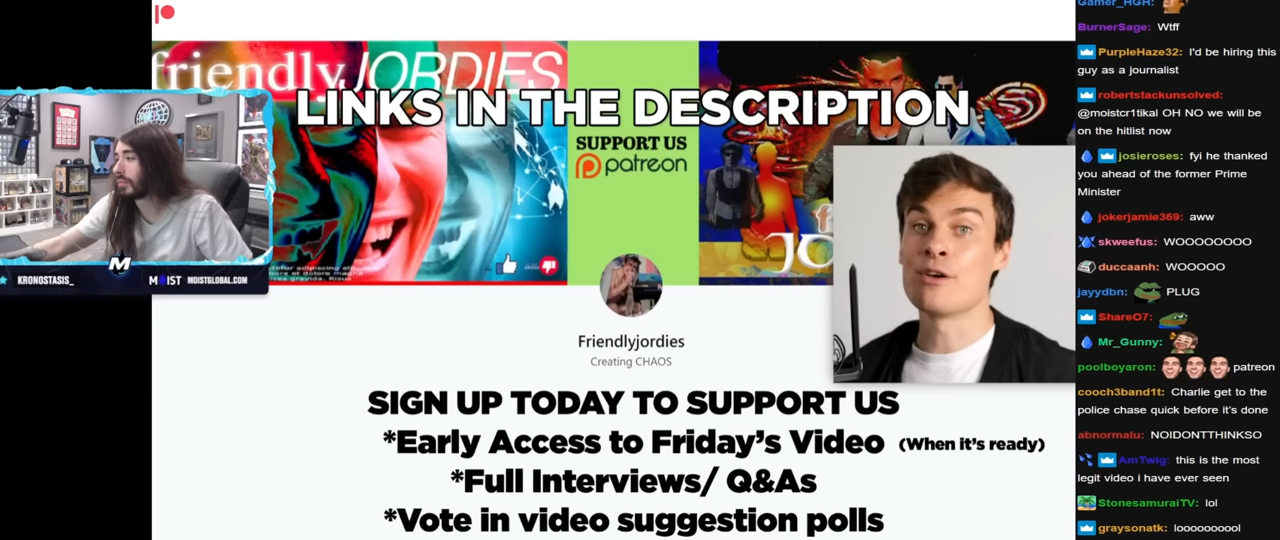 friendlyJORDIES
LINKS IN THE DESCRIPTION
SUPPORT US
patreon
JO
M
KRONOSTASIS_
MOIST
MOISTGLOBAL.COM
Friendlyjordies
Creating CHAOS
SIGN UP TODAY TO SUPPORT US
*Early Access to Friday's Video (When it's ready)
*Full Interviews/ Q&As
*Vote in video suggestion polls
Gamer_HGH:
BurnerSage: Wtff
PurpleHaze32: I'd be hiring this
guy as a journalist
robertstackunsolved:
@moistcr1tikal OH NO we will be
on the hitlist now
josieroses: fyi he thanked
you ahead of the former Prime
Minister
jokerjamie369: aww
skweefus: WOOOOOOOO
duccaanh: WOOOOO
jayydbn: PLUG
ShareO7:
Mr_Gunny:
poolboyaron: patreon
cooch3band1t: Charlie get to the
police chase quick before it's done
abnormalu: NOIDONTTHINKSO
AmTwig: this is the most
legit video i have ever seen
StonesamuraiTV: lol
graysonatk: loooooooool